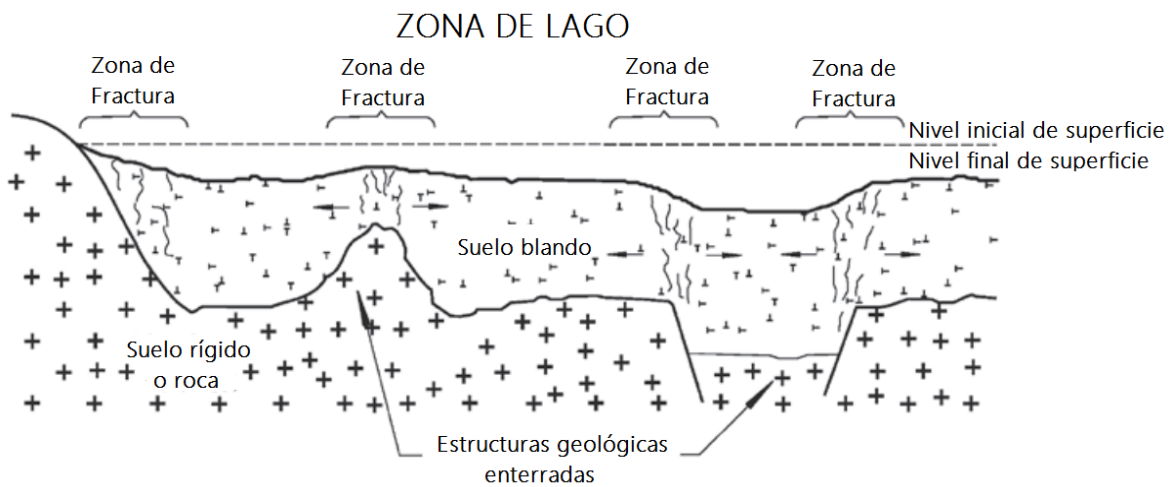 ZONA DE LAGO
Zona de
Fractura
Zona de
Fractura
Zona de
Fractura
Zona de
Fractura
Nivel inicial de superficie
Nivel final de superficie
Suelo blando
Suelo rígido
o roca
Estructuras geológicas
enterradas